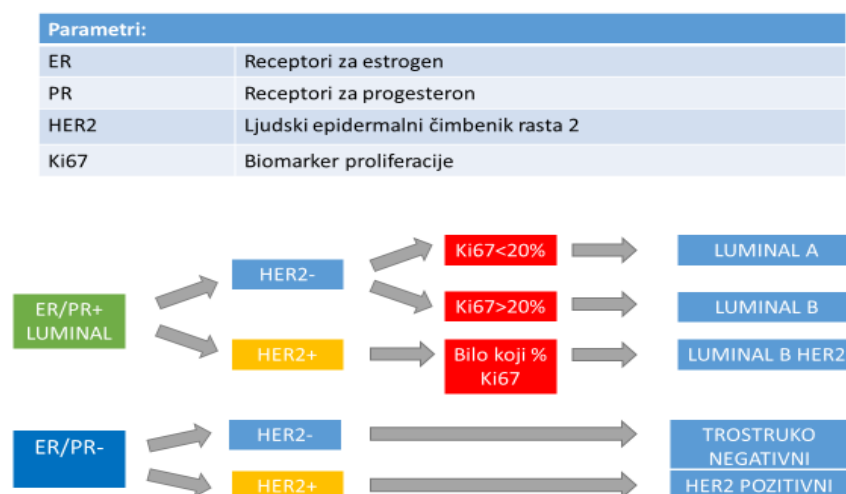 Parametri:
ER Receptori za estrogen
PR Receptori za progesteron
HER2 Ljudski epidermalni čimbenik rasta 2
Ki67 Biomarker proliferacije
ER/PR+
LUMINAL
HER2-
Ki67<20%
LUMINAL A
Ki67>20%
LUMINAL B
HER2+
Bilo koji %
Ki67
LUMINAL B HER2
ER/PR-
HER2-
TROSTRUKO
NEGATIVNI
HER2+
HER2 POZITIVNI